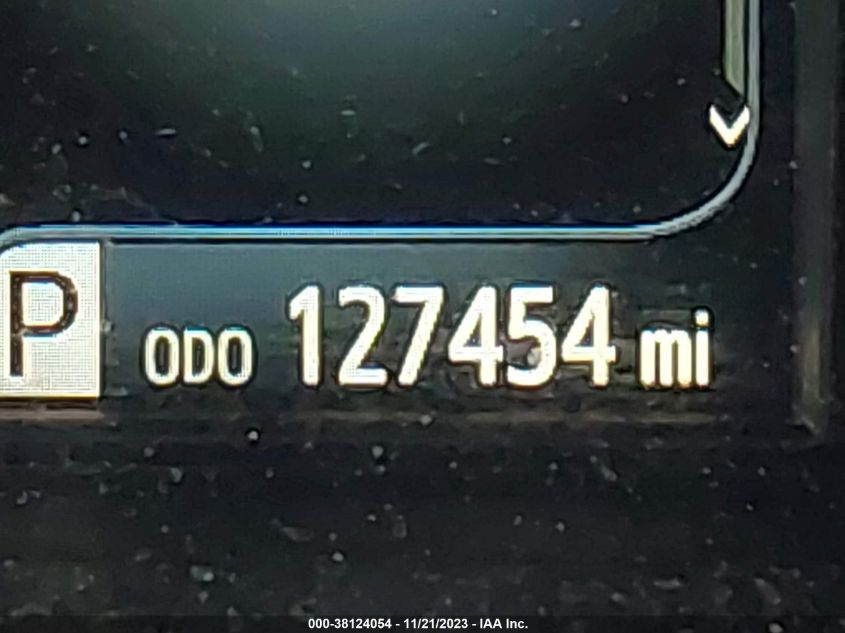 P ODO 127454 mi
000-38124054 - 11/21/2023 - IAA Inc.